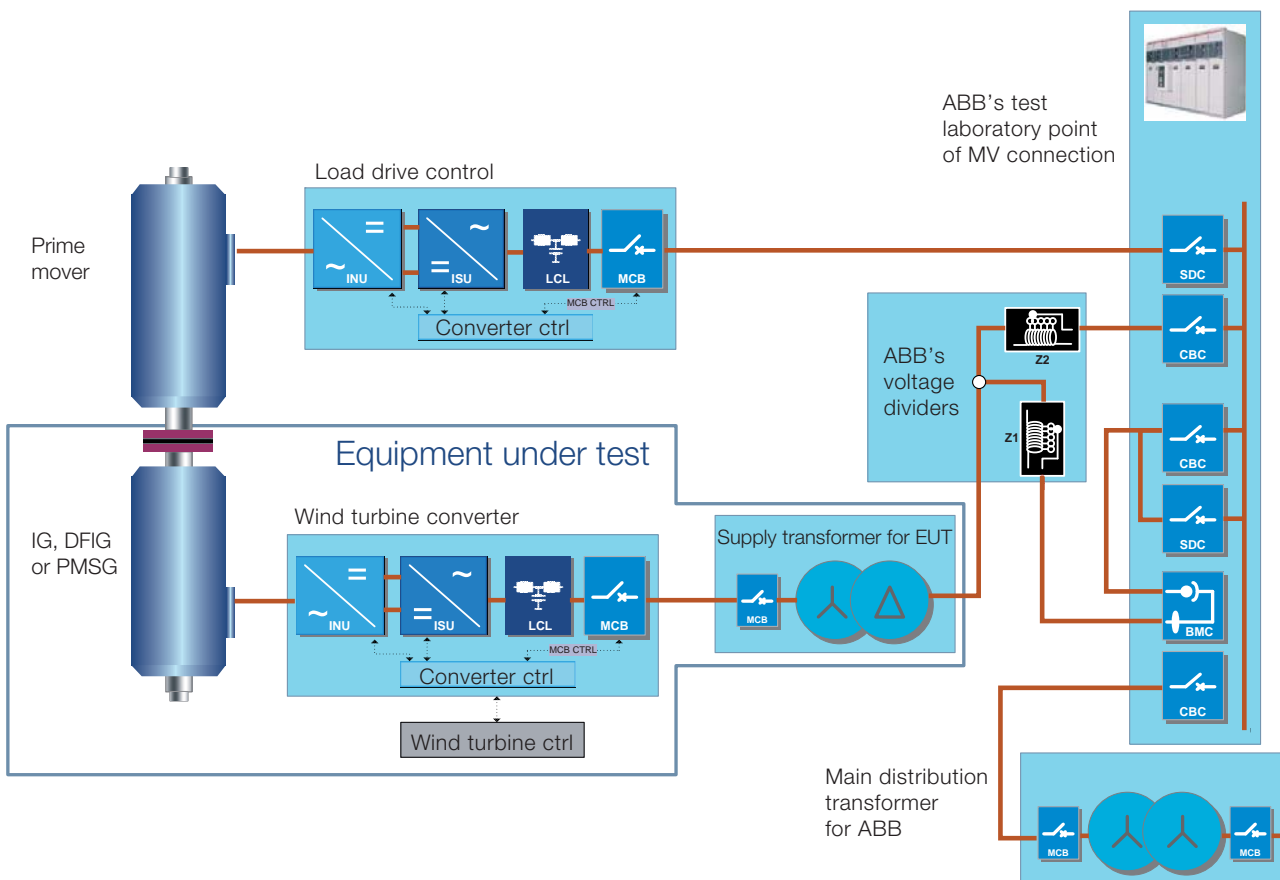 ABB's test
laboratory point
of MV connection
Load drive control
Prime
mover
INU
ISU
LCL
MCB
MCB CTRL
Converter ctrl
SDC
CBC
Z2
ABB's
voltage
dividers
Z1
CBC
SDC
BMC
CBC
Equipment under test
IG, DFIG
or PMSG
Wind turbine converter
INU
ISU
LCL
MCB
MCB CTRL
Converter ctrl
Wind turbine ctrl
Supply transformer for EUT
MCB
Main distribution
transformer
for ABB
MCB
MCB